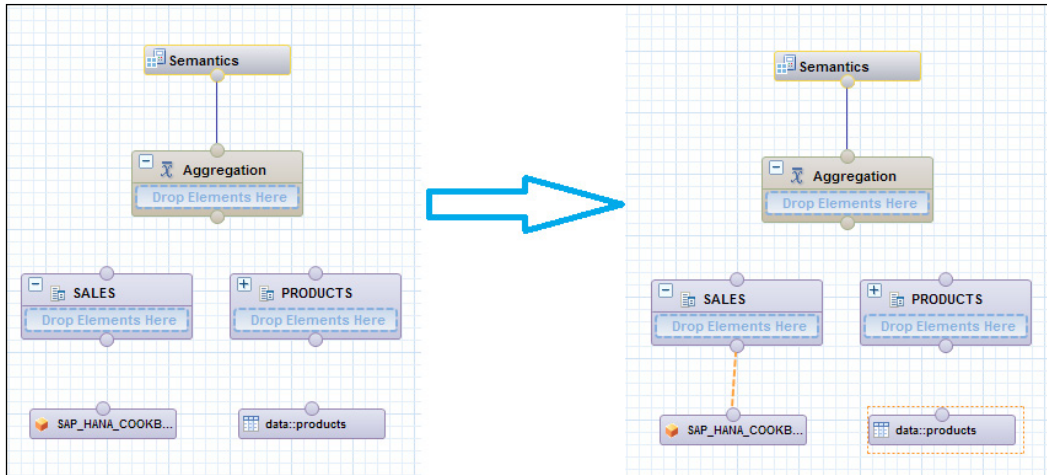 Semantics
Aggregation
Drop Elements Here
SALES
PRODUCTS
Drop Elements Here
Drop Elements Here
SAP_HANA_COOKB...
data::products
Semantics
Aggregation
Drop Elements Here
SALES
PRODUCTS
Drop Elements Here
Drop Elements Here
SAP_HANA_COOKB...
data::products